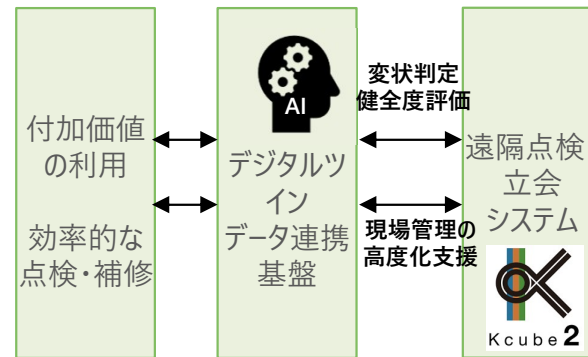 付加価値
の利用
効率的な
点検・補修
AI
デジタルツ
イン
データ連携
基盤
変状判定
健全度評価
現場管理の
高度化支援
遠隔点検
立会
システム
Kcube2